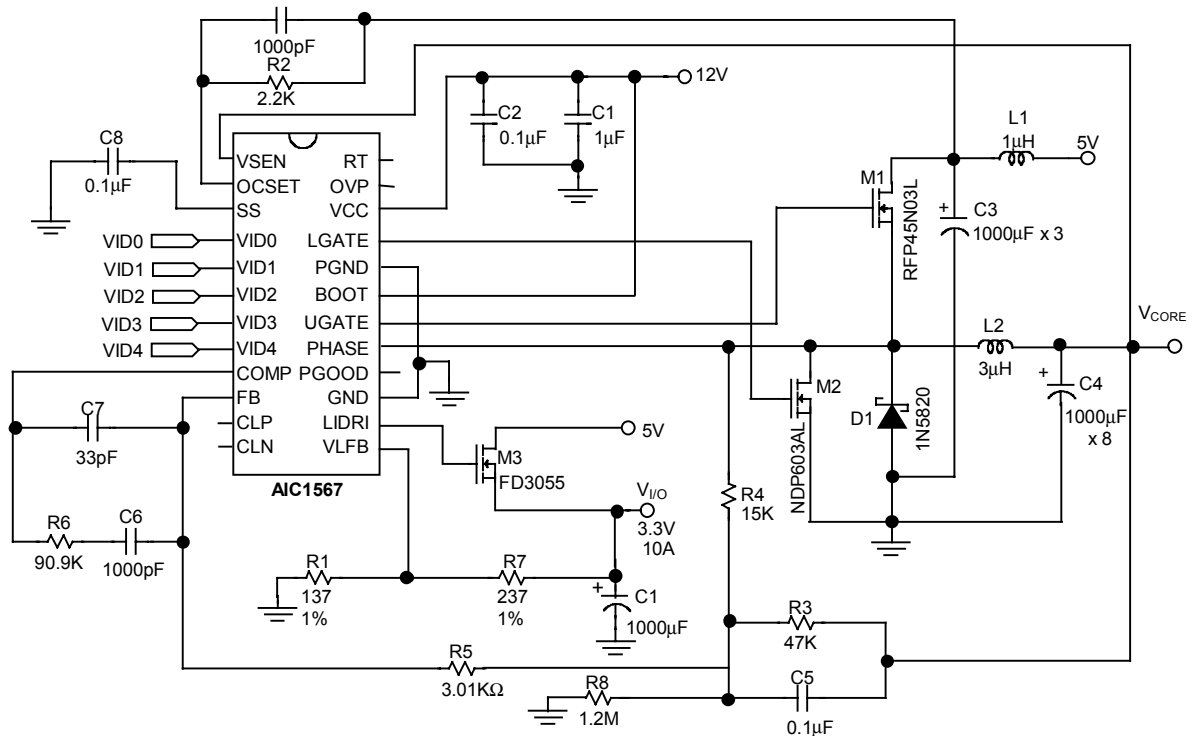 1000pF
R2
2.2K
12V
C2
0.1µF
C1
1µF
L1
1µH
5V
C8
0.1µF
VSEN
OCSET
SS
VID0
VID1
VID2
VID3
VID4
VID0
VID1
VID2
VID3
VID4
COMP
FB
CLP
CLN
RT
OVP
VCC
LGATE
PGND
BOOT
UGATE
PHASE
PGOOD
GND
LIDRI
VLFB
AIC1567
M1
RFP45N03L
+
C3
1000µF x 3
VCORE
L2
3µH
M2
NDP603AL
D1
1N5820
+
C4
1000µF
x 8
C7
33pF
R6
90.9K
C6
1000pF
5V
M3
FD3055
VI/O
3.3V
10A
R4
15K
R1
137
1%
R7
237
1%
+
C1
1000µF
R3
47K
R5
3.01KΩ
R8
1.2M
C5
0.1µF